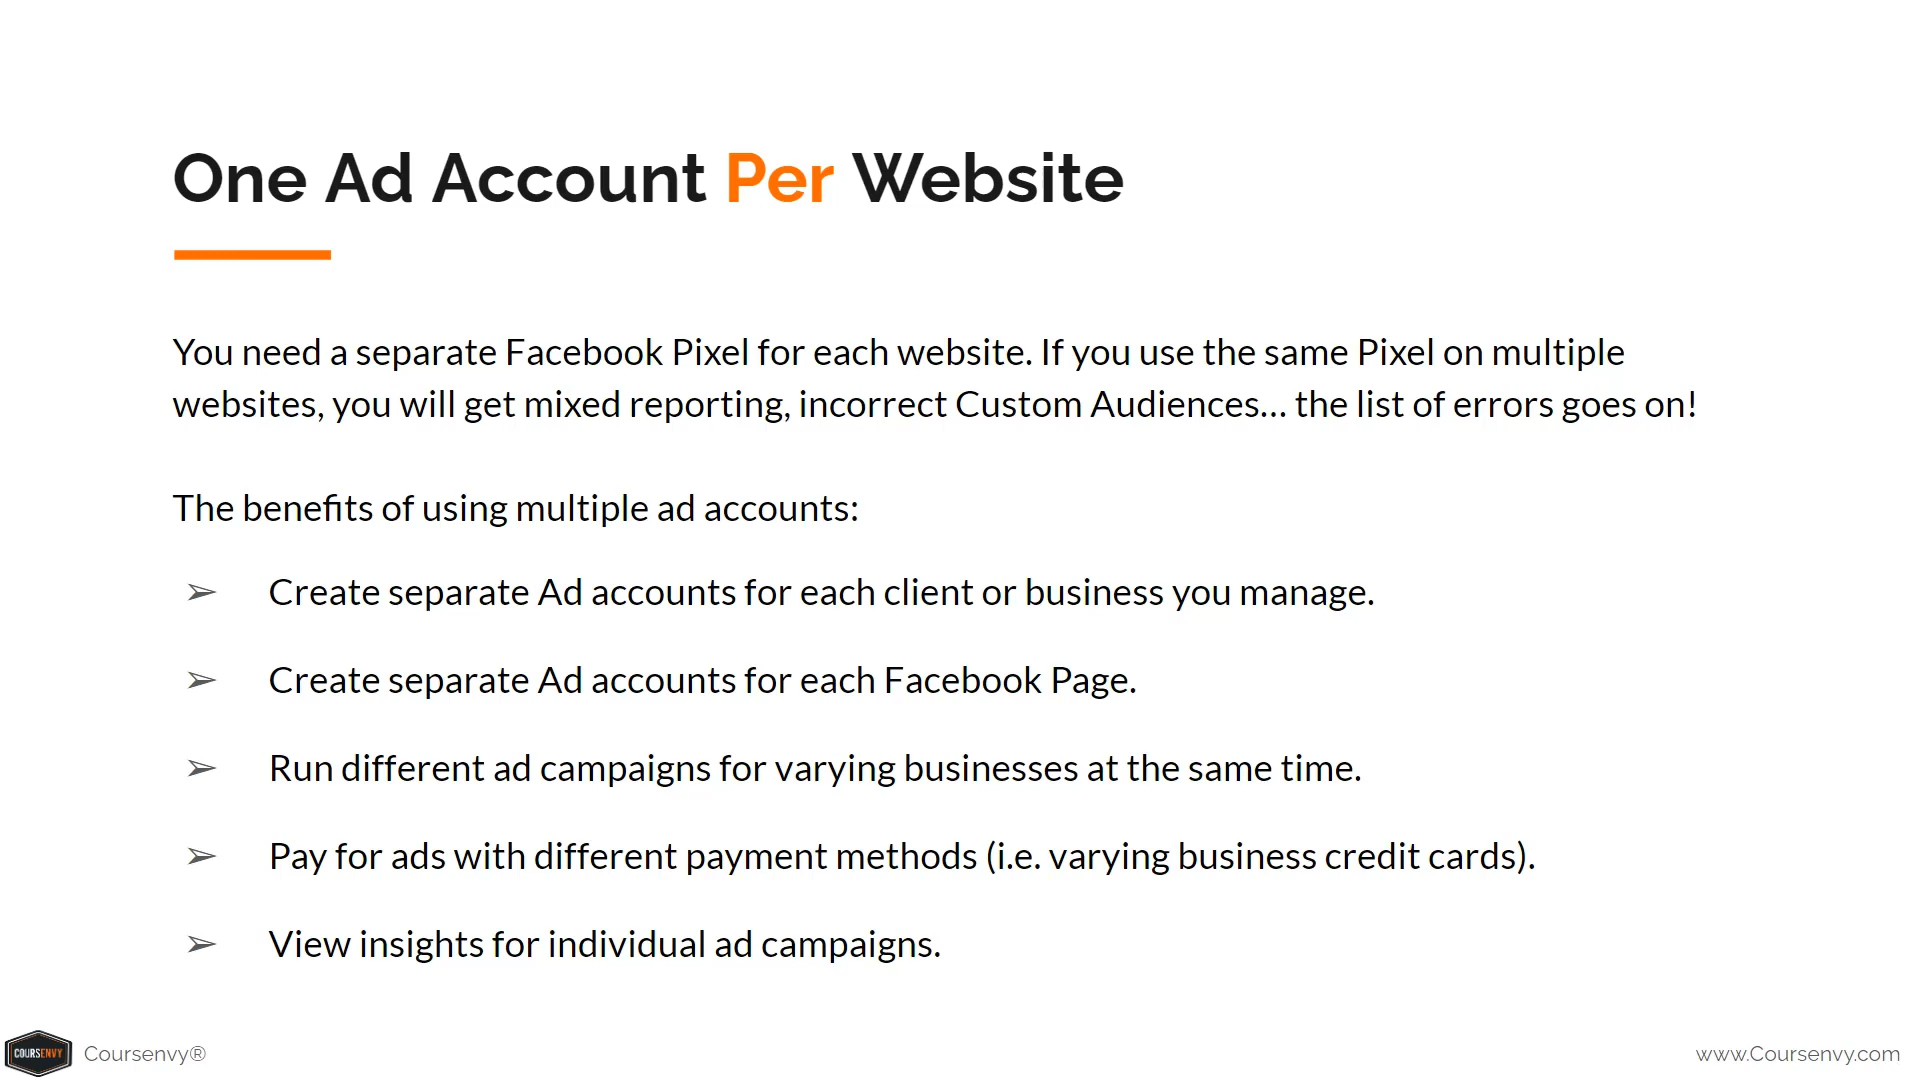 One Ad Account Per Website
You need a separate Facebook Pixel for each website. If you use the same Pixel on multiple
websites, you will get mixed reporting, incorrect Custom Audiences... the list of errors goes on!
The benefits of using multiple ad accounts:
➢ Create separate Ad accounts for each client or business you manage.
➢ Create separate Ad accounts for each Facebook Page.
➢ Run different ad campaigns for varying businesses at the same time.
➢ Pay for ads with different payment methods (i.e. varying business credit cards).
➢ View insights for individual ad campaigns.
COURSENVY
Coursenvy®
www.Coursenvy.com